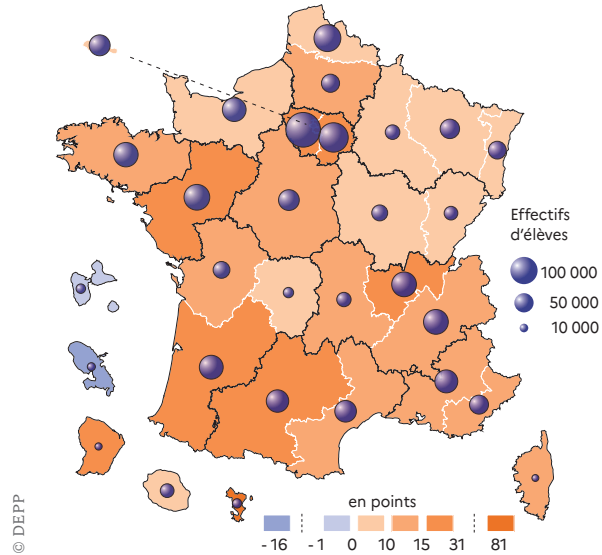 Effectifs
d'élèves
100 000
50 000
10 000
en points
- 16 - 1 0 10 15 31 81
© DEPP